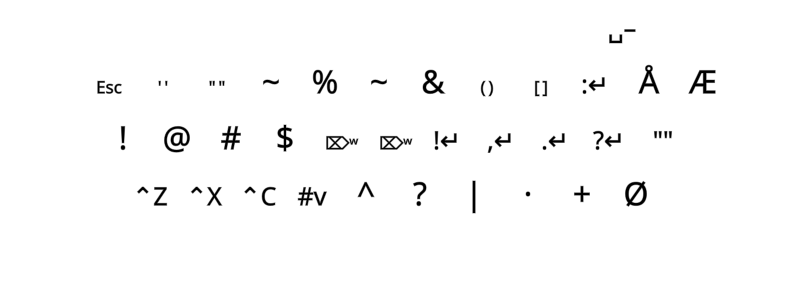 ␣¯
Esc '' "" ~ % ~ & () [] :↵ Å Æ
! @ # $ ⌦w ⌦w !↵ ,↵ .↵ ?↵ ""
^Z ^X ^C #v ^ ? | · + Ø